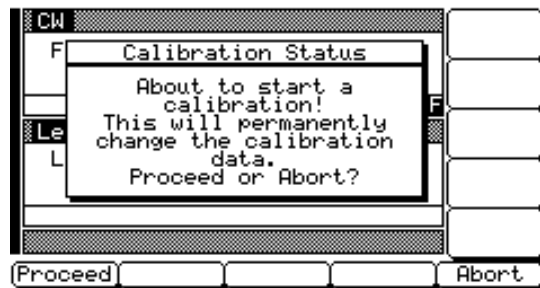 CW
F
Calibration Status
About to start a
calibration!
This will permanently
change the calibration
data.
Proceed or Abort?
F
Le
L
Proceed
Abort